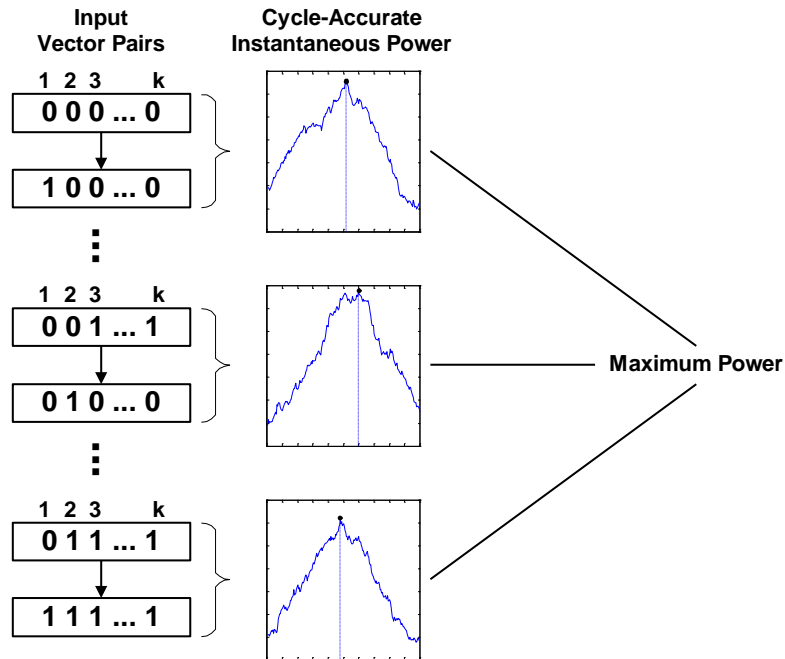 Input
Vector Pairs
Cycle-Accurate
Instantaneous Power
1 2 3 k
0 0 0 ... 0
1 0 0 ... 0
1 2 3 k
0 0 1 ... 1
0 1 0 ... 0
Maximum Power
1 2 3 k
0 1 1 ... 1
1 1 1 ... 1